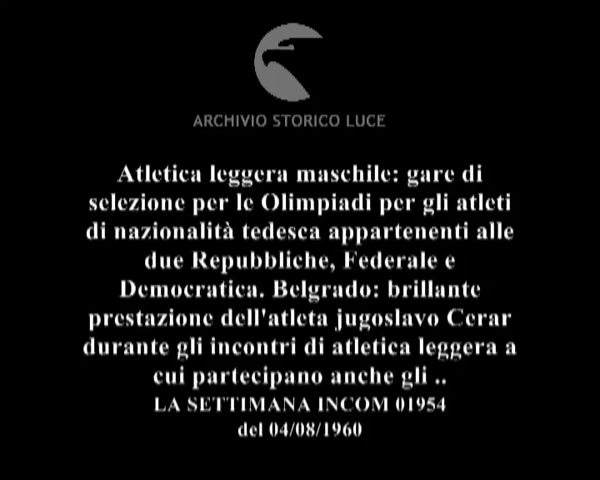 ARCHIVIO STORICO LUCE
Atletica leggera maschile: gare di
selezione per le Olimpiadi per gli atleti
di nazionalità tedesca appartenenti alle
due Repubbliche, Federale e
Democratica. Belgrado: brillante
prestazione dell'atleta jugoslavo Cerar
durante gli incontri di atletica leggera a
cui partecipano anche gli ..
LA SETTIMANA INCOM 01954
del 04/08/1960